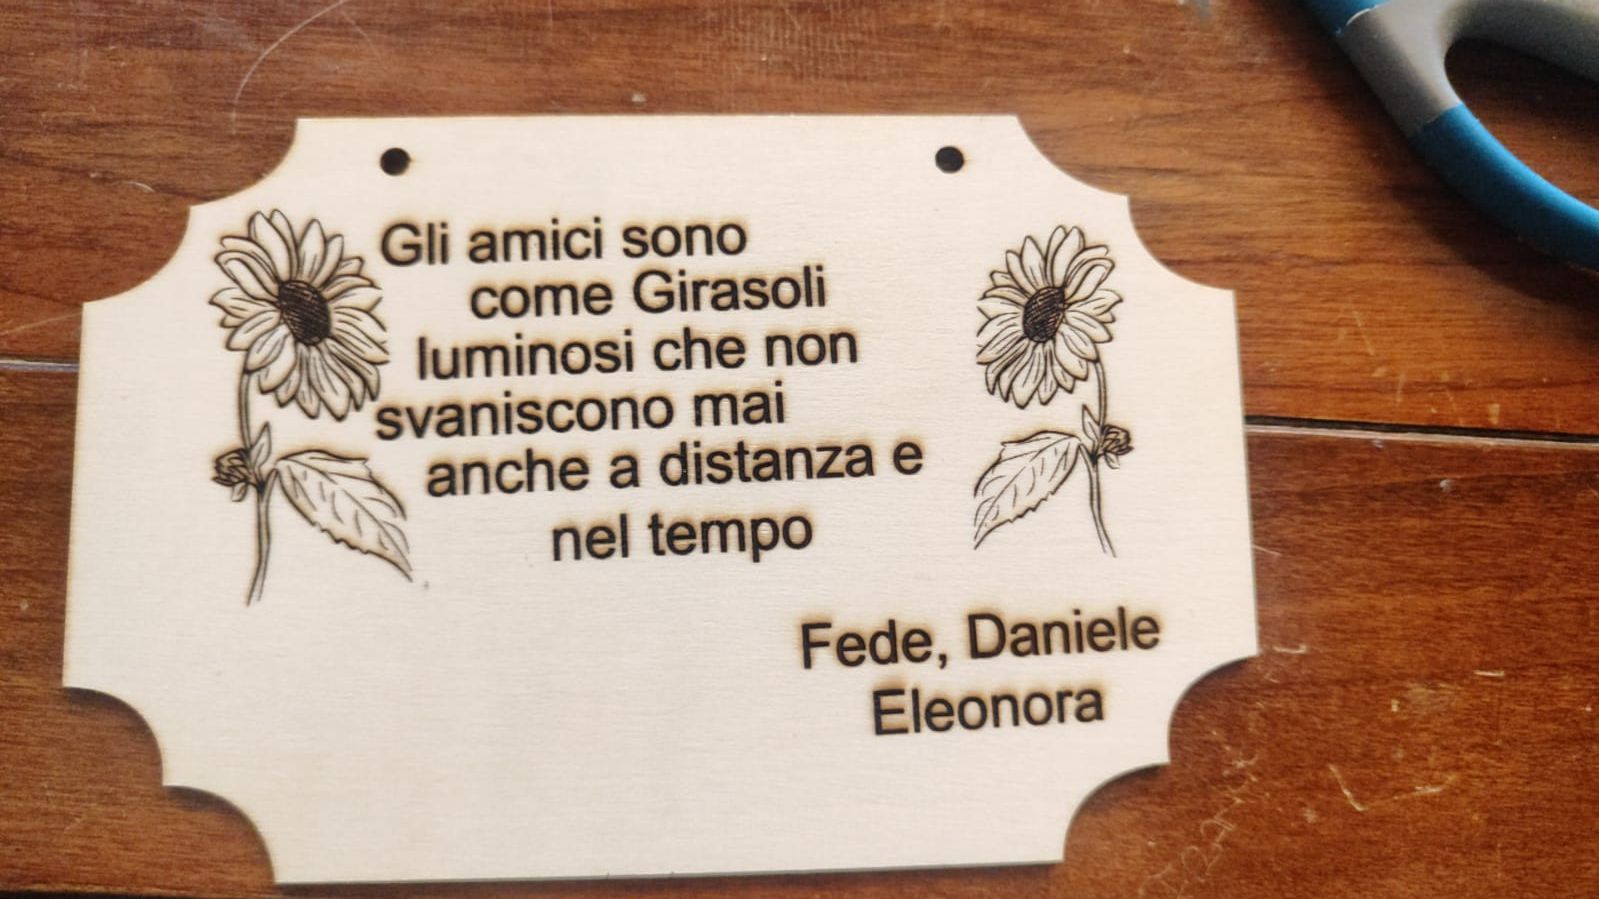 Gli amici sono
come Girasoli
luminosi che non
svaniscono mai
anche a distanza e
nel tempo
Fede, Daniele
Eleonora